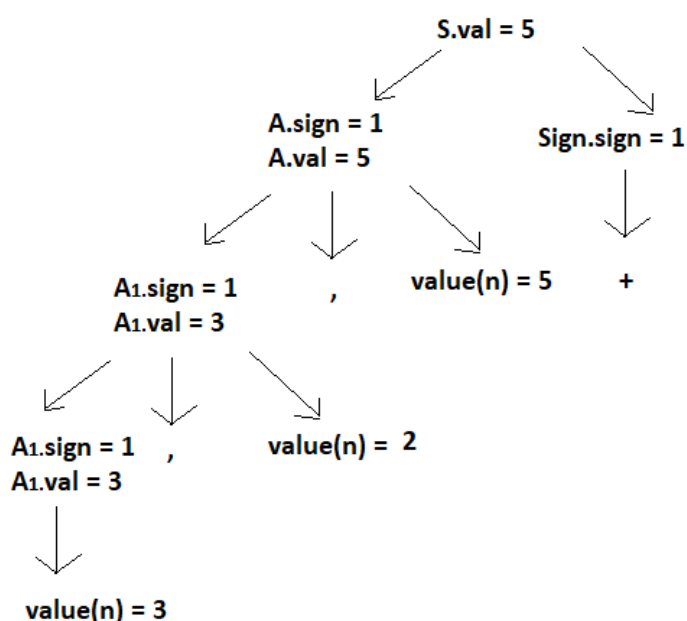 S.val = 5
A.sign = 1
A.val = 5
Sign.sign = 1
A1.sign = 1
A1.val = 3
,
value(n) = 5
+
A1.sign = 1
A1.val = 3
,
value(n) = 2
value(n) = 3